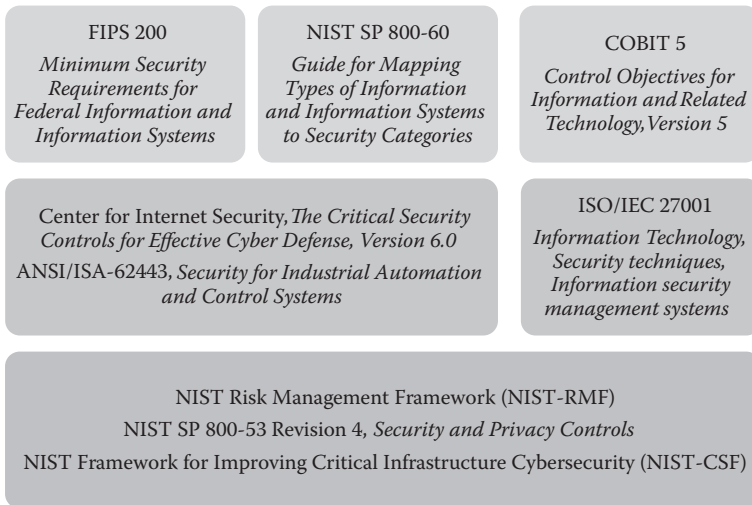 FIPS 200
Minimum Security
Requirements for
Federal Information and
Information Systems
NIST SP 800-60
Guide for Mapping
Types of Information
and Information Systems
to Security Categories
COBIT 5
Control Objectives for
Information and Related
Technology, Version 5
Center for Internet Security, The Critical Security
Controls for Effective Cyber Defense, Version 6.0
ANSI/ISA-62443, Security for Industrial Automation
and Control Systems
ISO/IEC 27001
Information Technology,
Security techniques,
Information security
management systems
NIST Risk Management Framework (NIST-RMF)
NIST SP 800-53 Revision 4, Security and Privacy Controls
NIST Framework for Improving Critical Infrastructure Cybersecurity (NIST-CSF)